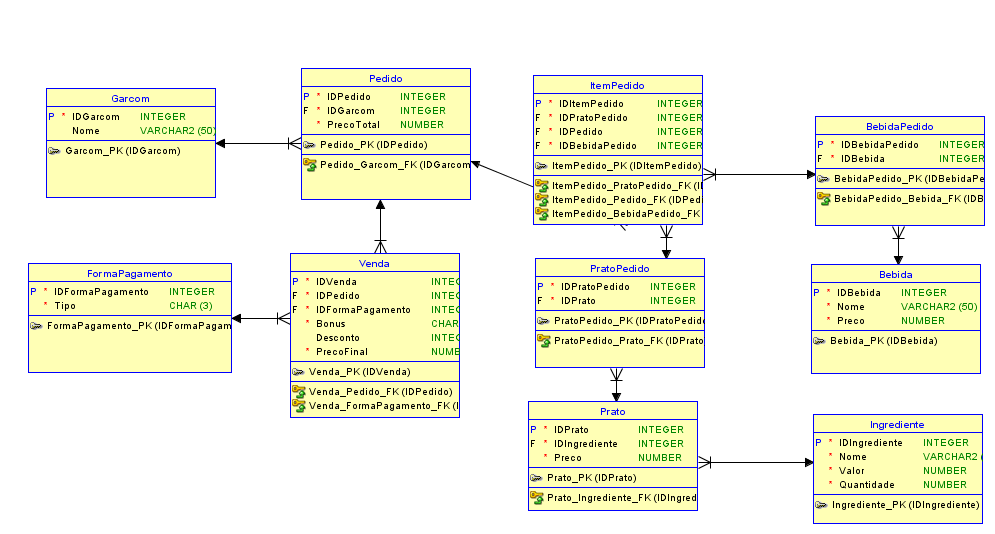 Garcom
P * IDGarcom INTEGER
Nome VARCHAR2 (50)
Garcom_PK (IDGarcom)
Pedido
P * IDPedido INTEGER
F * IDGarcom INTEGER
* PrecoTotal NUMBER
Pedido_PK (IDPedido)
Pedido_Garcom_FK (IDGarcom
ItemPedido
P * IDItemPedido INTEGER
F * IDPratoPedido INTEGER
F * IDPedido INTEGER
F * IDBebidaPedido INTEGER
ItemPedido_PK (IDItemPedido)
ItemPedido_PratoPedido_FK (I
ItemPedido_Pedido_FK (IDPed
ItemPedido_BebidaPedido_FK
BebidaPedido
P * IDBebidaPedido INTEGER
F * IDBebida INTEGER
BebidaPedido_PK (IDBebidaPe
BebidaPedido_Bebida_FK (IDB
FormaPagamento
P * IDFormaPagamento INTEGER
* Tipo CHAR (3)
FormaPagamento_PK (IDFormaPagam
Venda
P * IDVenda INTEG
F * IDPedido INTEG
F * IDFormaPagamento INTEG
* Bonus CHAR
Desconto INTEG
* PrecoFinal NUME
Venda_PK (IDVenda)
Venda_Pedido_FK (IDPedido)
Venda_FormaPagamento_FK (I
PratoPedido
P * IDPratoPedido INTEGER
F * IDPrato INTEGER
PratoPedido_PK (IDPratoPedid
PratoPedido_Prato_FK (IDPrato
Bebida
P * IDBebida INTEGER
* Nome VARCHAR2 (50)
* Preco NUMBER
Bebida_PK (IDBebida)
Prato
P * IDPrato INTEGER
F * IDIngrediente INTEGER
* Preco NUMBER
Prato_PK (IDPrato)
Prato_Ingrediente_FK (IDIngred
Ingrediente
P * IDIngrediente INTEGER
* Nome VARCHAR2 (
* Valor NUMBER
* Quantidade NUMBER
Ingrediente_PK (IDIngrediente)